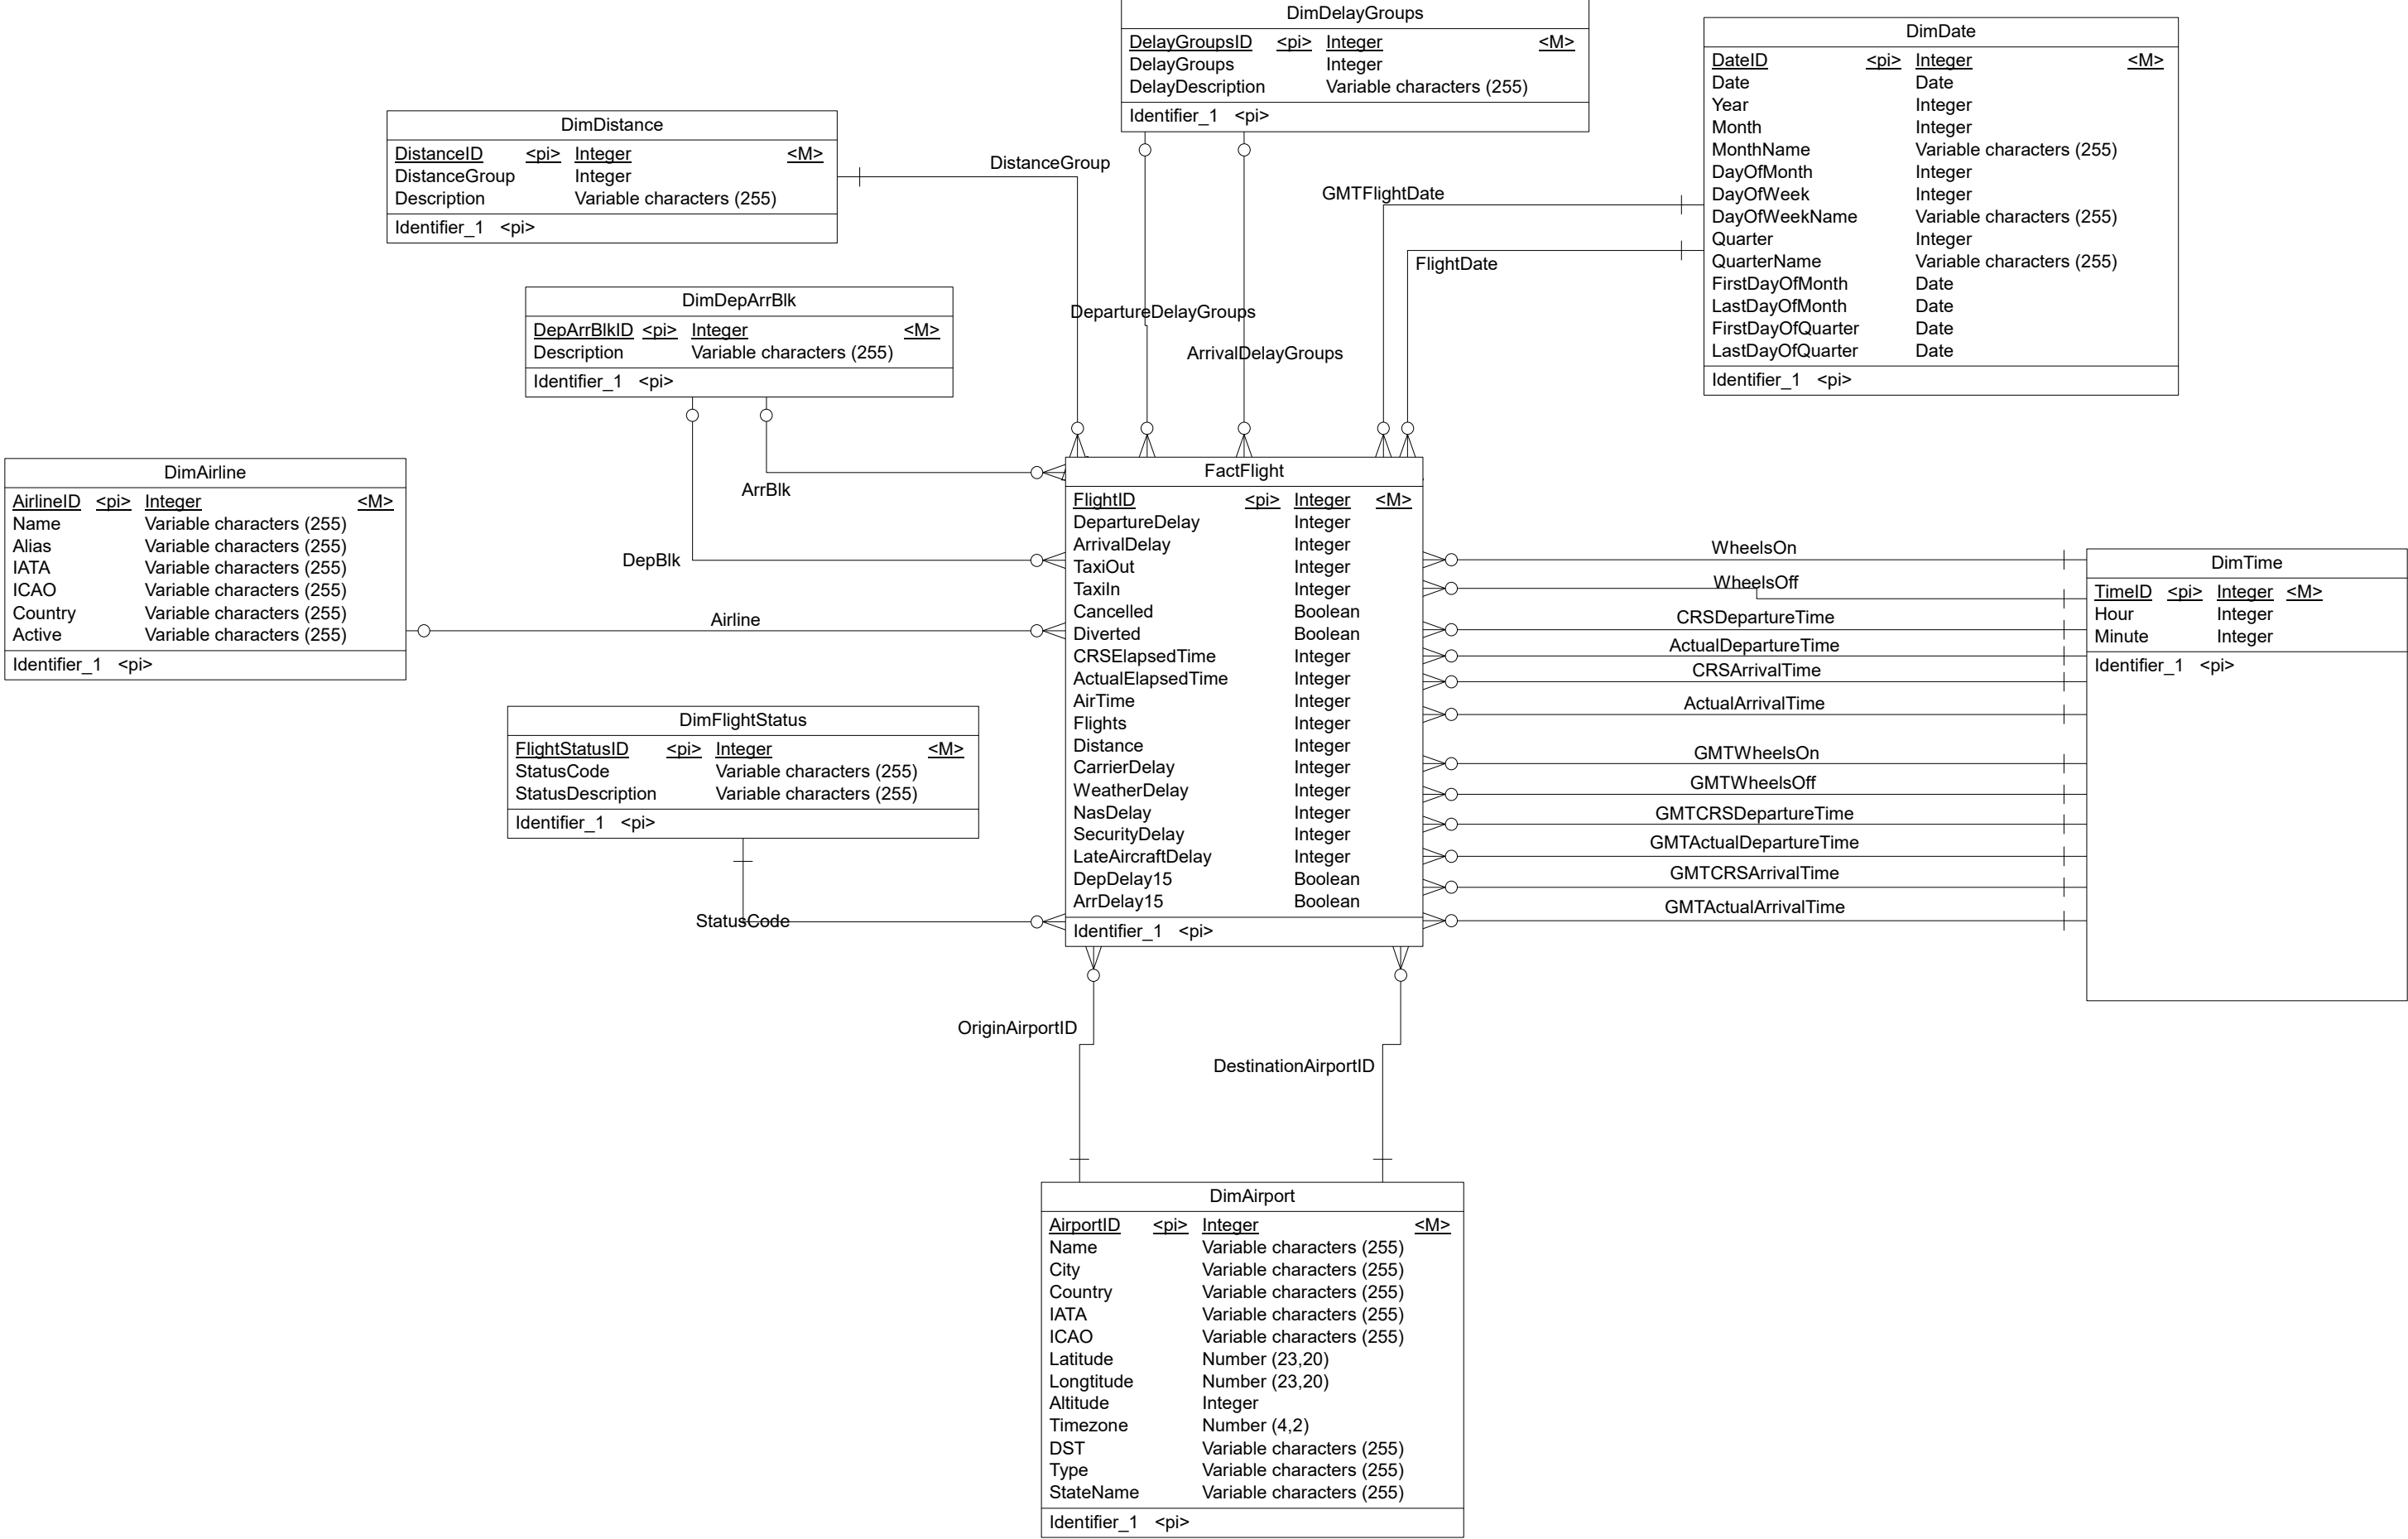 DimDelayGroups
DelayGroupsID <pi> Integer <M>
DelayGroups Integer
DelayDescription Variable characters (255)
Identifier_1 <pi>
DimDate
DateID <pi> Integer <M>
Date Date
Year Integer
Month Integer
MonthName Variable characters (255)
DayOfMonth Integer
DayOfWeek Integer
DayOfWeekName Variable characters (255)
Quarter Integer
QuarterName Variable characters (255)
FirstDayOfMonth Date
LastDayOfMonth Date
FirstDayOfQuarter Date
LastDayOfQuarter Date
Identifier_1 <pi>
DimDistance
DistanceID <pi> Integer <M>
DistanceGroup Integer
Description Variable characters (255)
Identifier_1 <pi>
DistanceGroup
GMTFlightDate
FlightDate
DepartureDelayGroups
ArrivalDelayGroups
DimDepArrBlk
DepArrBlkID <pi> Integer <M>
Description Variable characters (255)
Identifier_1 <pi>
ArrBlk
DepBlk
DimAirline
AirlineID <pi> Integer <M>
Name Variable characters (255)
Alias Variable characters (255)
IATA Variable characters (255)
ICAO Variable characters (255)
Country Variable characters (255)
Active Variable characters (255)
Identifier_1 <pi>
Airline
FactFlight
FlightID <pi> Integer <M>
DepartureDelay Integer
ArrivalDelay Integer
TaxiOut Integer
TaxiIn Integer
Cancelled Boolean
Diverted Boolean
CRSElapsedTime Integer
ActualElapsedTime Integer
AirTime Integer
Flights Integer
Distance Integer
CarrierDelay Integer
WeatherDelay Integer
NasDelay Integer
SecurityDelay Integer
LateAircraftDelay Integer
DepDelay15 Boolean
ArrDelay15 Boolean
Identifier_1 <pi>
WheelsOn
WheelsOff
CRSDepartureTime
ActualDepartureTime
CRSArrivalTime
ActualArrivalTime
GMTWheelsOn
GMTWheelsOff
GMTCRSDepartureTime
GMTActualDepartureTime
GMTCRSArrivalTime
GMTActualArrivalTime
DimTime
TimeID <pi> Integer <M>
Hour Integer
Minute Integer
Identifier_1 <pi>
DimFlightStatus
FlightStatusID <pi> Integer <M>
StatusCode Variable characters (255)
StatusDescription Variable characters (255)
Identifier_1 <pi>
StatusCode
OriginAirportID
DestinationAirportID
DimAirport
AirportID <pi> Integer <M>
Name Variable characters (255)
City Variable characters (255)
Country Variable characters (255)
IATA Variable characters (255)
ICAO Variable characters (255)
Latitude Number (23,20)
Longtitude Number (23,20)
Altitude Integer
Timezone Number (4,2)
DST Variable characters (255)
Type Variable characters (255)
StateName Variable characters (255)
Identifier_1 <pi>